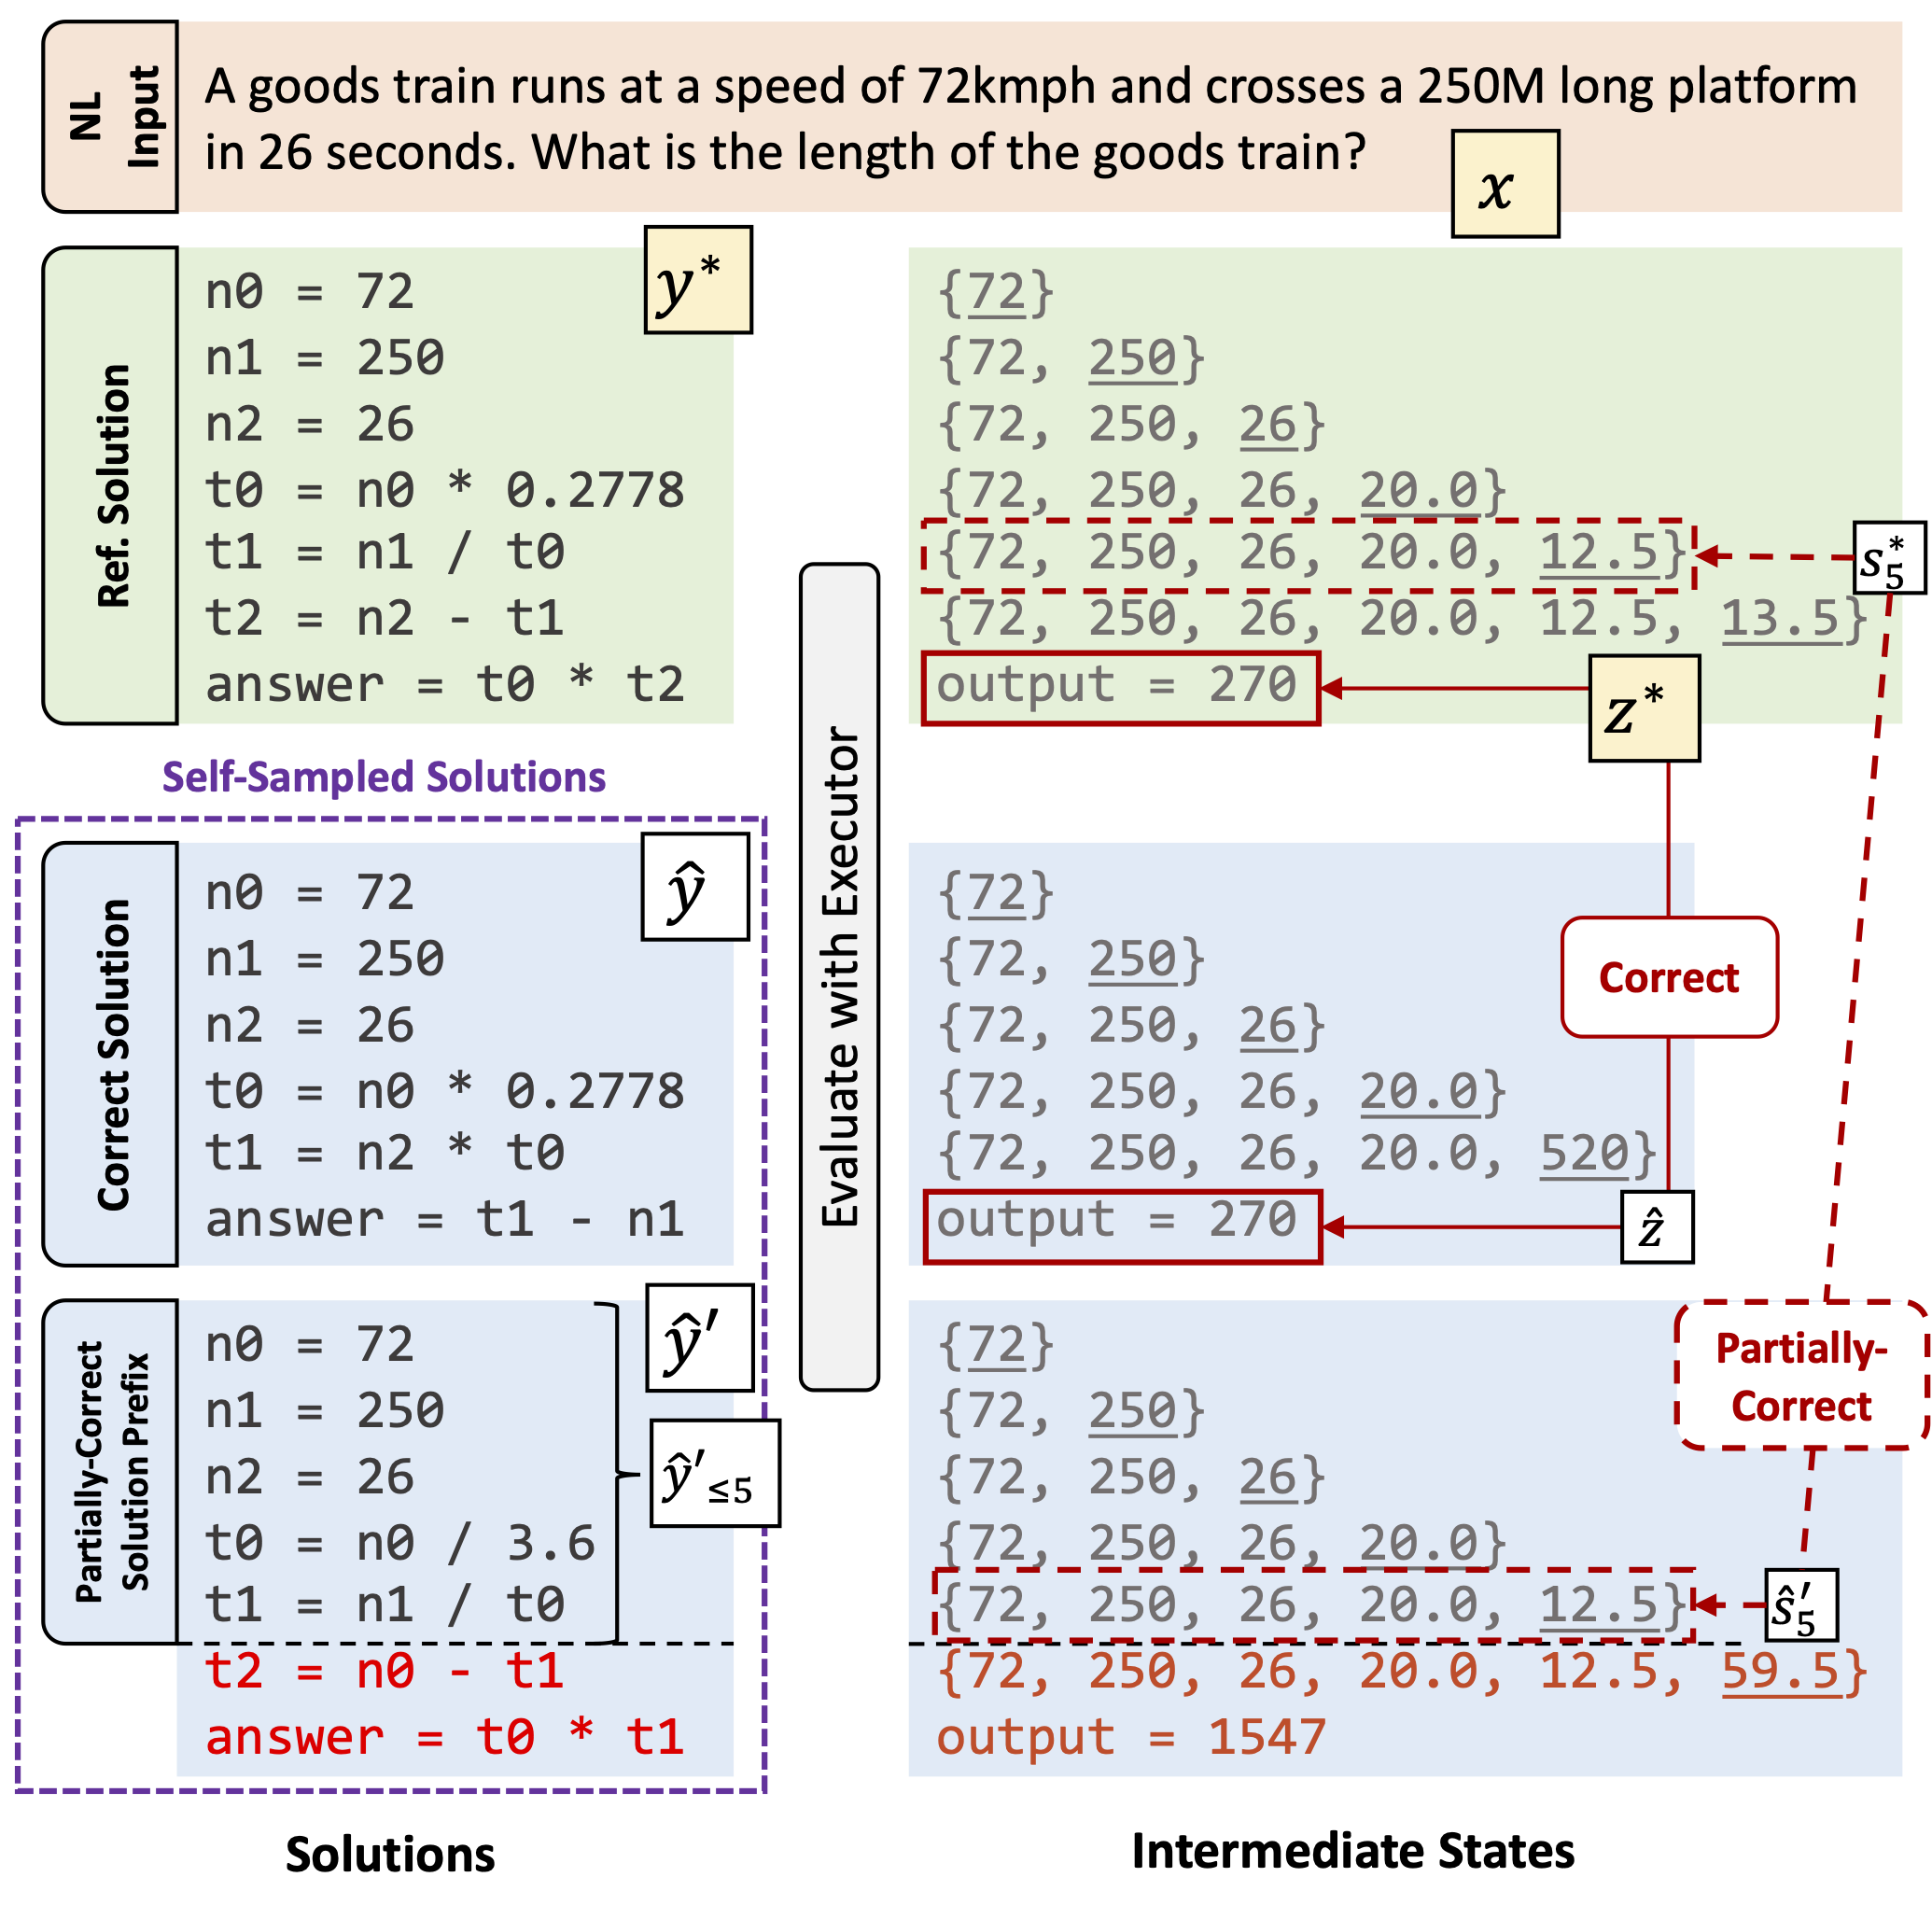 NL
Input
A goods train runs at a speed of 72kmph and crosses a 250M long platform
in 26 seconds. What is the length of the goods train?
x
Ref. Solution
n0 = 72
n1 = 250
n2 = 26
t0 = n0 * 0.2778
t1 = n1 / t0
t2 = n2 - t1
answer = t0 * t2
y*
{72}
{72, 250}
{72, 250, 26}
{72, 250, 26, 20.0}
{72, 250, 26, 20.0, 12.5}
{72, 250, 26, 20.0, 12.5, 13.5}
output = 270
s*5
z*
Evaluate with Executor
Self-Sampled Solutions
Correct Solution
n0 = 72
n1 = 250
n2 = 26
t0 = n0 * 0.2778
t1 = n2 * t0
answer = t1 - n1
ŷ
{72}
{72, 250}
{72, 250, 26}
{72, 250, 26, 20.0}
{72, 250, 26, 20.0, 520}
output = 270
Correct
ẑ
Partially-Correct
Solution Prefix
n0 = 72
n1 = 250
n2 = 26
t0 = n0 / 3.6
t1 = n1 / t0
t2 = n0 - t1
answer = t0 * t1
ŷ′
ŷ′≤5
{72}
{72, 250}
{72, 250, 26}
{72, 250, 26, 20.0}
{72, 250, 26, 20.0, 12.5}
{72, 250, 26, 20.0, 12.5, 59.5}
output = 1547
Partially-
Correct
ŝ′5
Solutions
Intermediate States